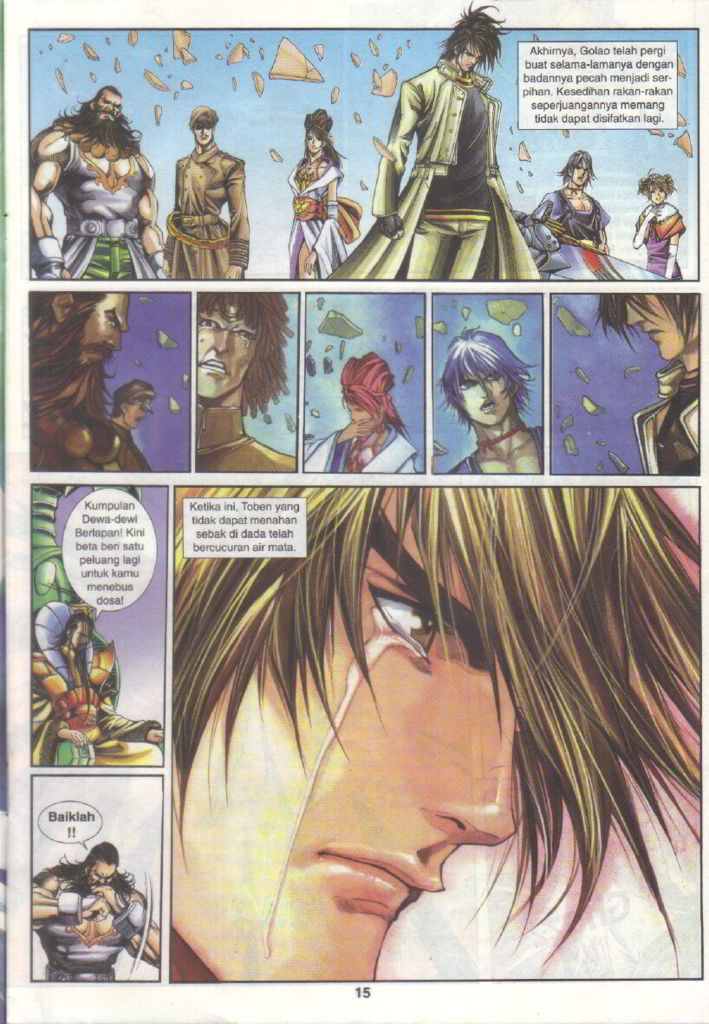 Akhirnya, Golao telah pergi
buat selama-lamanya dengan
badannya pecah menjadi ser-
pihan. Kesedihan rakan-rakan
seperjuangannya memang
tidak dapat disifatkan lagi.
Kumpulan
Dewa-dewi
Berlapan! Kini
beta beri satu
peluang lagi
untuk kamu
menebus
dosa!
Ketika ini, Toben yang
tidak dapat menahan
sebak di dada telah
bercucuran air mata.
Baiklah
!!
15